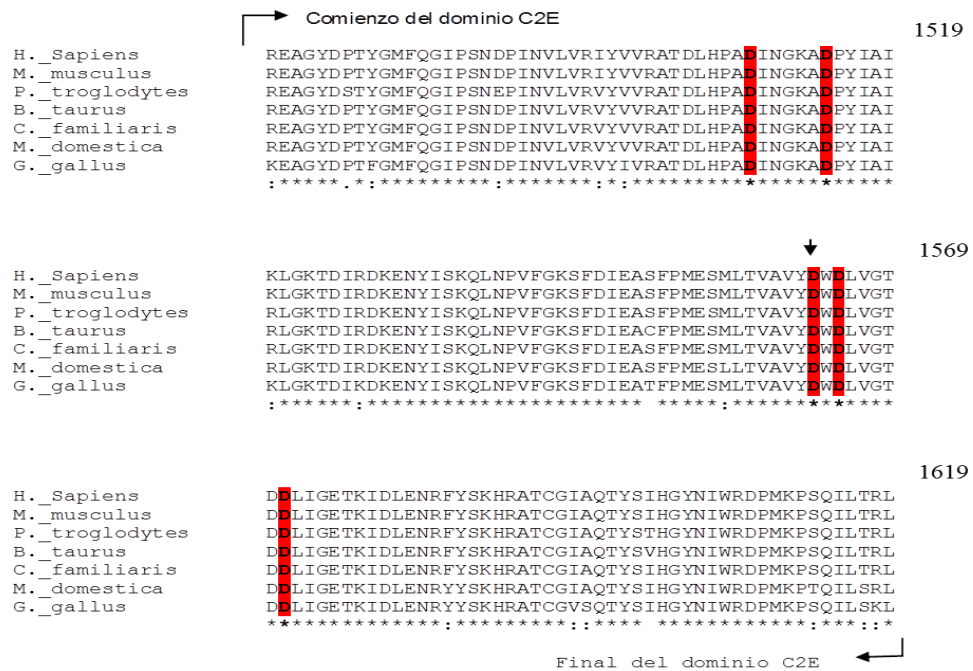 Comienzo del dominio C2E
1519
H._Sapiens REAGYDPTYGMFQGIPSNDPINVLVRIYVVRATDLHPADINGKADPYIAI
M._musculus REAGYDPTYGMFQGIPSNDPINVLVRIYVVRATDLHPADINGKADPYIAI
P._troglodytes REAGYDSTYGMFQGIPSNEPINVLVRIYVVRATDLHPADINGKADPYIAI
B._taurus REAGYDPTYGMFQGIPSNDPINVLVRVYVVRATDLHPADINGKADPYIAI
C._familiaris REAGYDPTYGMFQGIPSNDPINVLVRVYVVRATDLHPADINGKADPYIAI
M._domestica REAGYDPTYGMFQGIPSNDPINVLVRVYVVRATDLHPADINGKADPYIAI
G._gallus KEAGYDPTFGMFQGIPSNDPINVLVRVYIVRATDLHPADINGKADPYIAI
:*****.*:*********:*******:*:*********************
1569
H._Sapiens KLGKTDIRDKENYISKQLNPVFGKSFDIEASFPMESMLTVAVYDWDLVGT
M._musculus KLGKTDIRDKENYISKQLNPVFGKSFDIEASFPMESMLTVAVYDWDLVGT
P._troglodytes RLGKTDIRDKENYISKQLNPVFGKSFDIEASFPMESMLTVAVYDWDLVGT
B._taurus RLGKTDIRDKENYISKQLNPVFGKSFDIEACFPMESMLTVAVYDWDLVGT
C._familiaris RLGKTDIRDKENYISKQLNPVFGKSFDIEASFPMESMLTVAVYDWDLVGT
M._domestica RLGKTDIRDKENYISKQLNPVFGKSFDIEASFPMESLLTVAVYDWDLVGT
G._gallus KLGKTDIKDKENYISKQLNPVFGKSFDIEATFPMESMLTVAVYDWDLVGT
:******:********************** *****:*************
1619
H._Sapiens DDLIGETKIDLENRFYSKHRATCGIAQTYSIHGYNIWRDPMKPSQILTRL
M._musculus DDLIGETKIDLENRFYSKHRATCGIAQTYSIHGYNIWRDPMKPSQILTRL
P._troglodytes DDLIGETKIDLENRFYSKHRATCGIAQTYSTHGYNIWRDPMKPSQILTRL
B._taurus DDLIGETKIDLENRFYSKHRATCGIAQTYSVHGYNIWRDPMKPSQILTRL
C._familiaris DDLIGETKIDLENRFYSKHRATCGIAQTYSIHGYNIWRDPMKPSQILTRL
M._domestica DDLIGETKIDLENRYYSKHRATCGIAQTYSIHGYNIWRDPMKPTQILSRL
G._gallus DDLIGETKIDLENRYYSKHRATCGVSQTYSIHGYNIWRDPMKPSQILSKL
**************:*********::**** ************:***::*
Final del dominio C2E